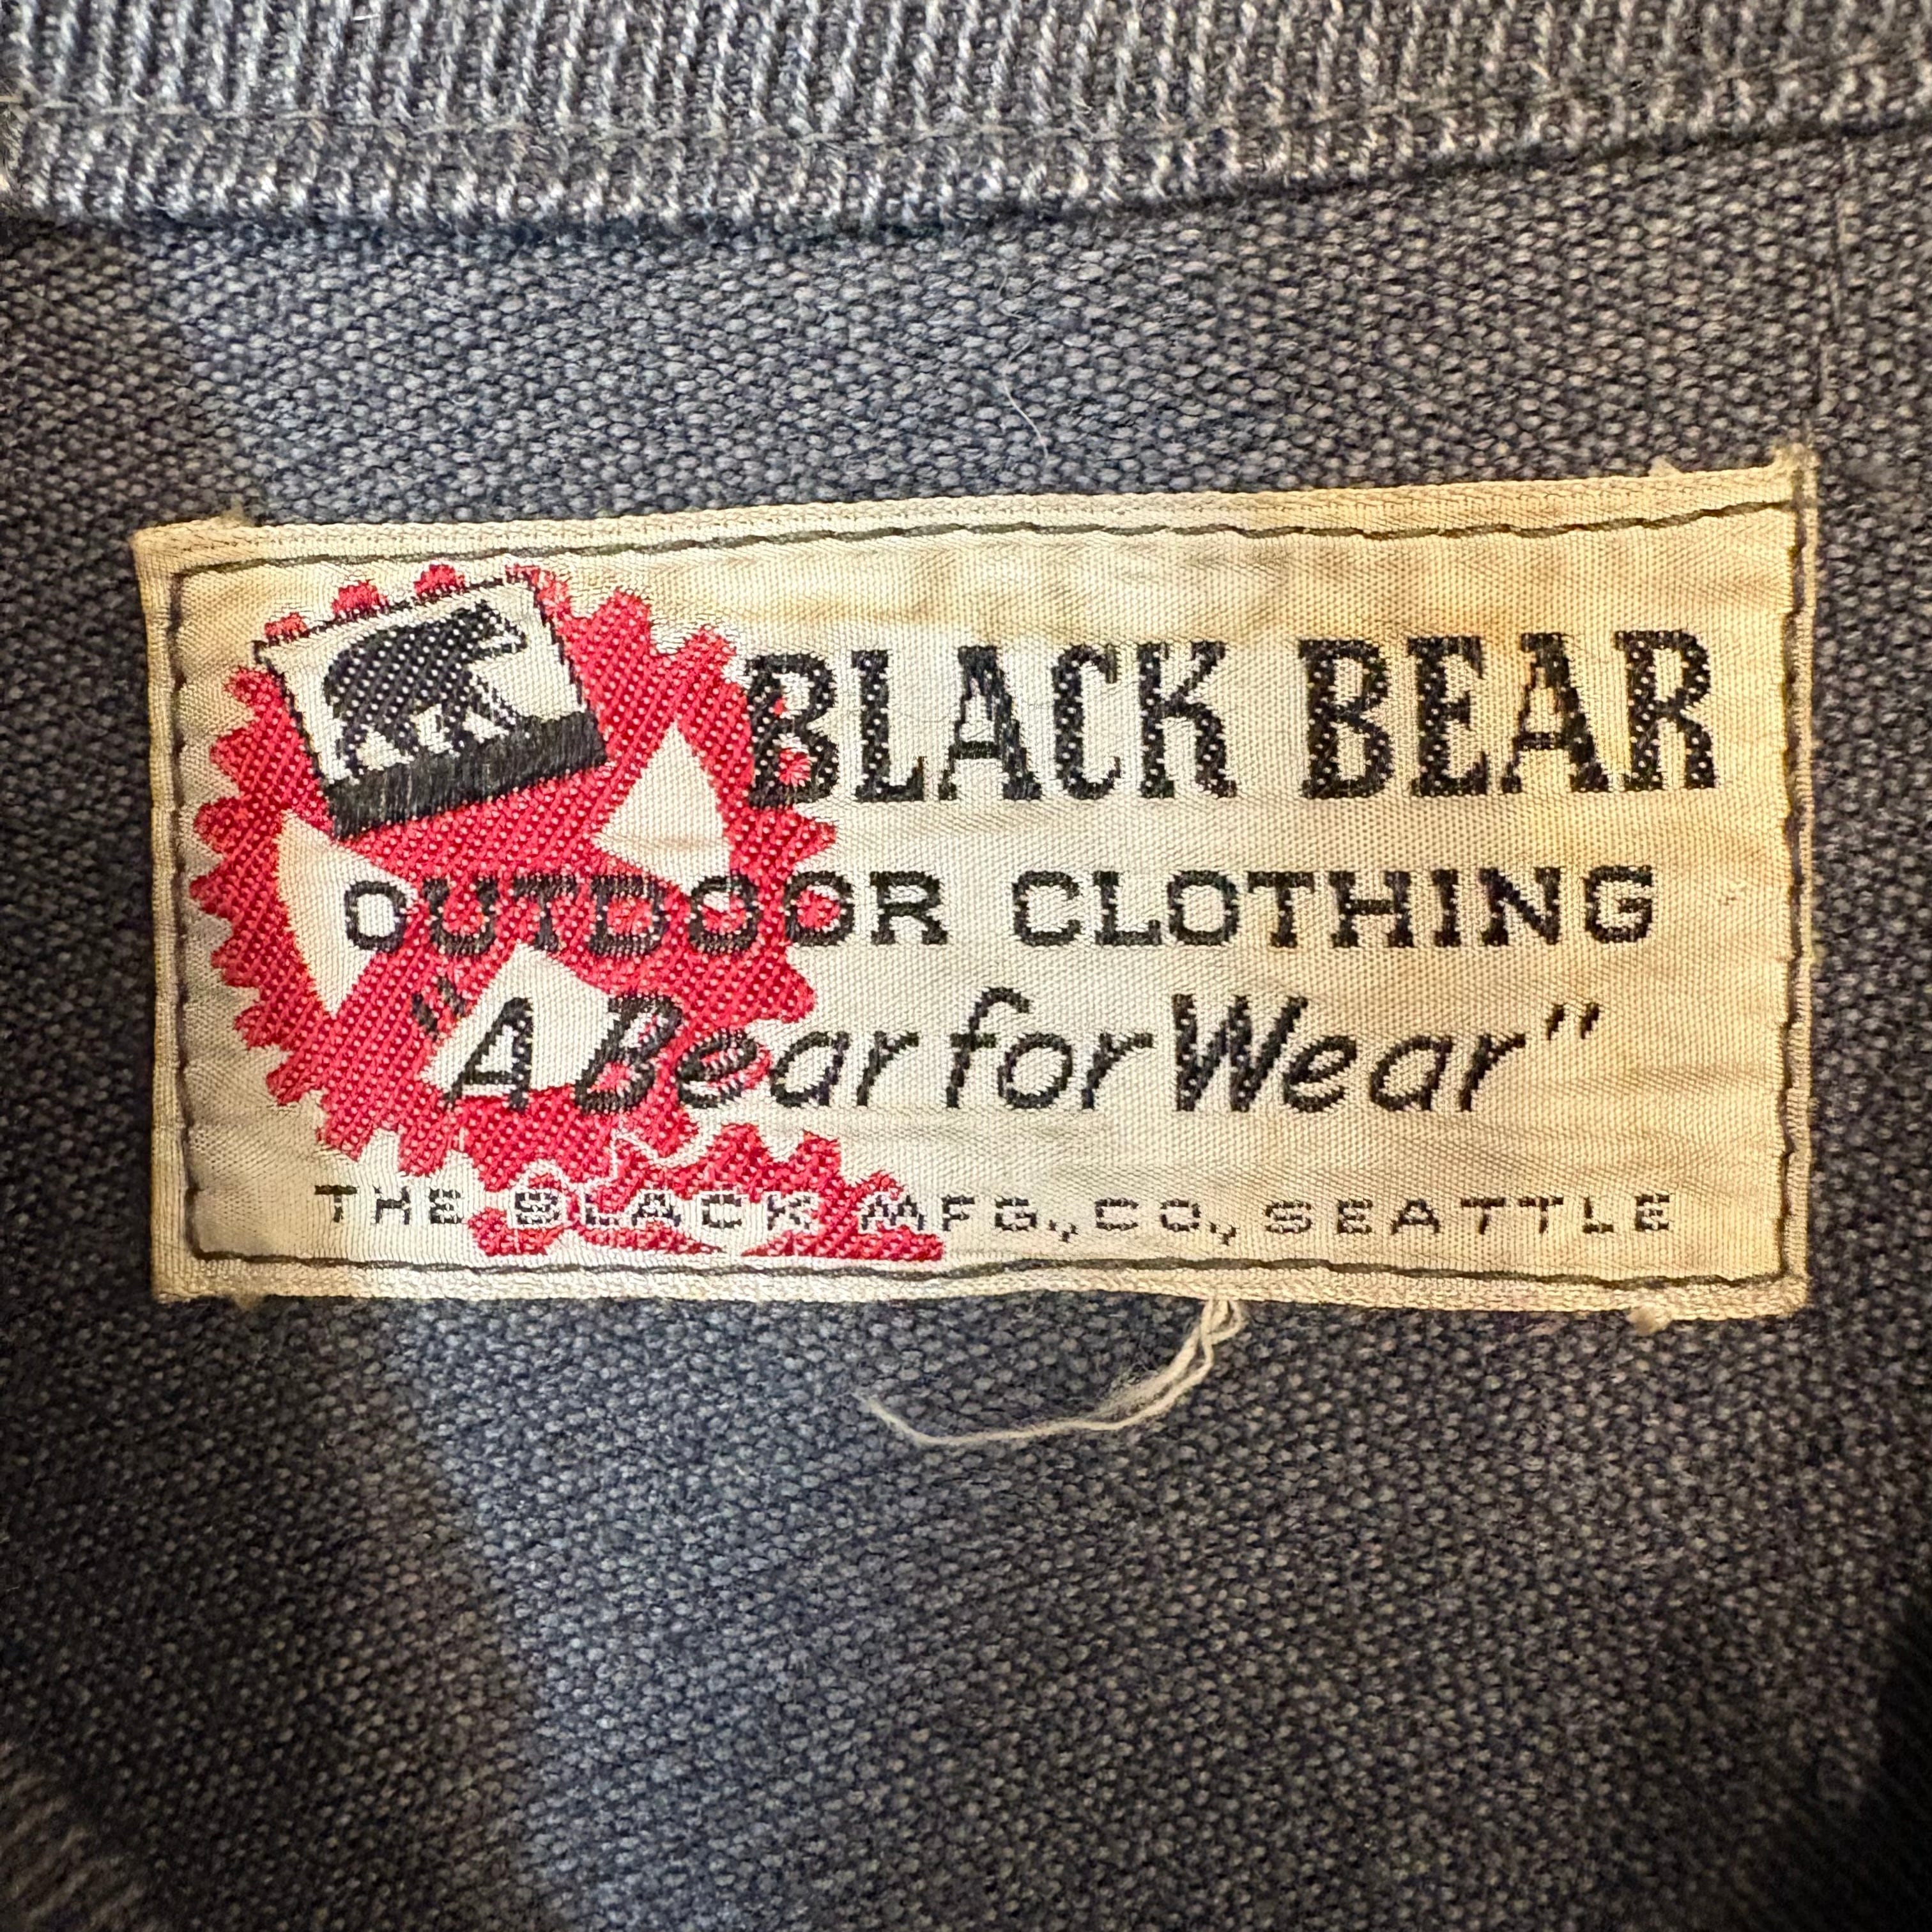 BLACK BEAR
OUTDOOR CLOTHING
"A Bear for Wear"
THE BLACK MFG., CO., SEATTLE